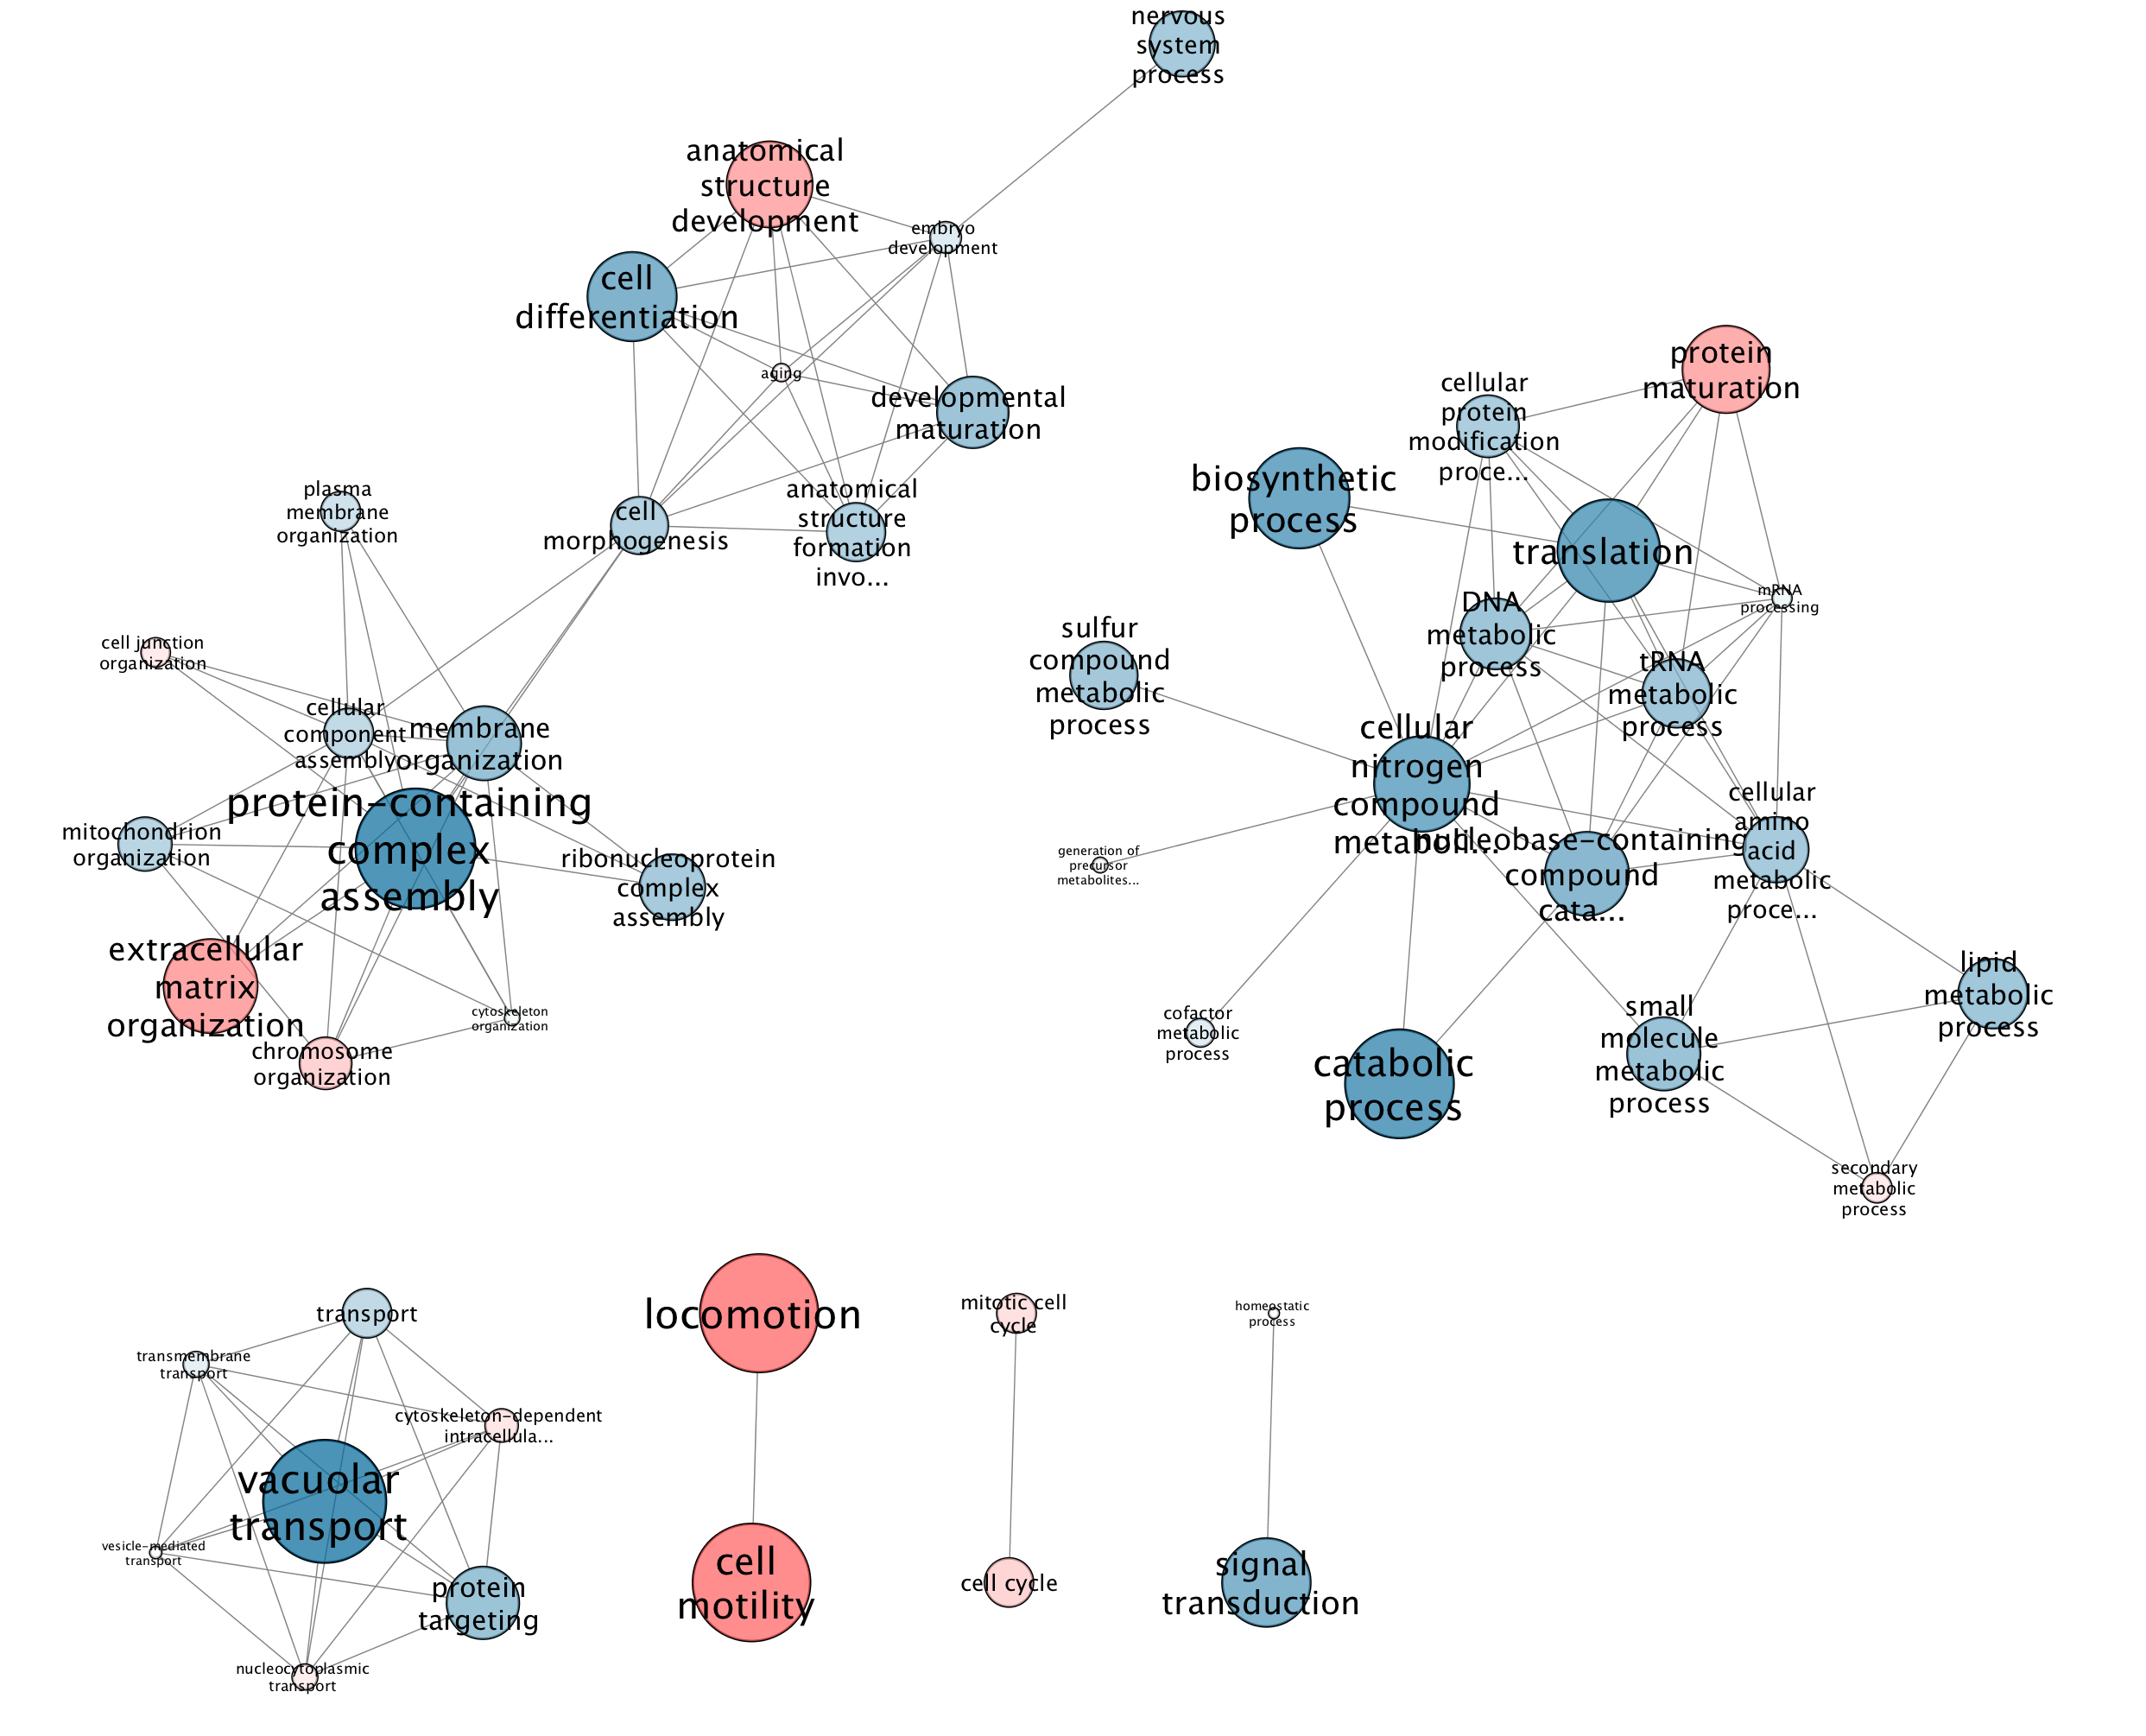 nervous
system
process
anatomical
structure
development
embryo
development
cell
differentiation
aging
developmental
maturation
cell
morphogenesis
anatomical
structure
formation
invo...
plasma
membrane
organization
cell junction
organization
cellular
component
assembly
membrane
organization
protein-containing
complex
assembly
mitochondrion
organization
ribonucleoprotein
complex
assembly
extracellular
matrix
organization
cytoskeleton
organization
chromosome
organization
protein
maturation
cellular
protein
modification
proce...
biosynthetic
process
translation
mRNA
processing
DNA
metabolic
process
tRNA
metabolic
process
sulfur
compound
metabolic
process
cellular
nitrogen
compound
metaboli...
nucleobase-containing
compound
cata...
cellular
amino
acid
metabolic
proce...
generation of
precursor
metabolites...
cofactor
metabolic
process
catabolic
process
small
molecule
metabolic
process
lipid
metabolic
process
secondary
metabolic
process
transport
transmembrane
transport
cytoskeleton-dependent
intracellula...
vacuolar
transport
vesicle-mediated
transport
protein
targeting
nucleocytoplasmic
transport
locomotion
cell
motility
mitotic cell
cycle
cell cycle
homeostatic
process
signal
transduction